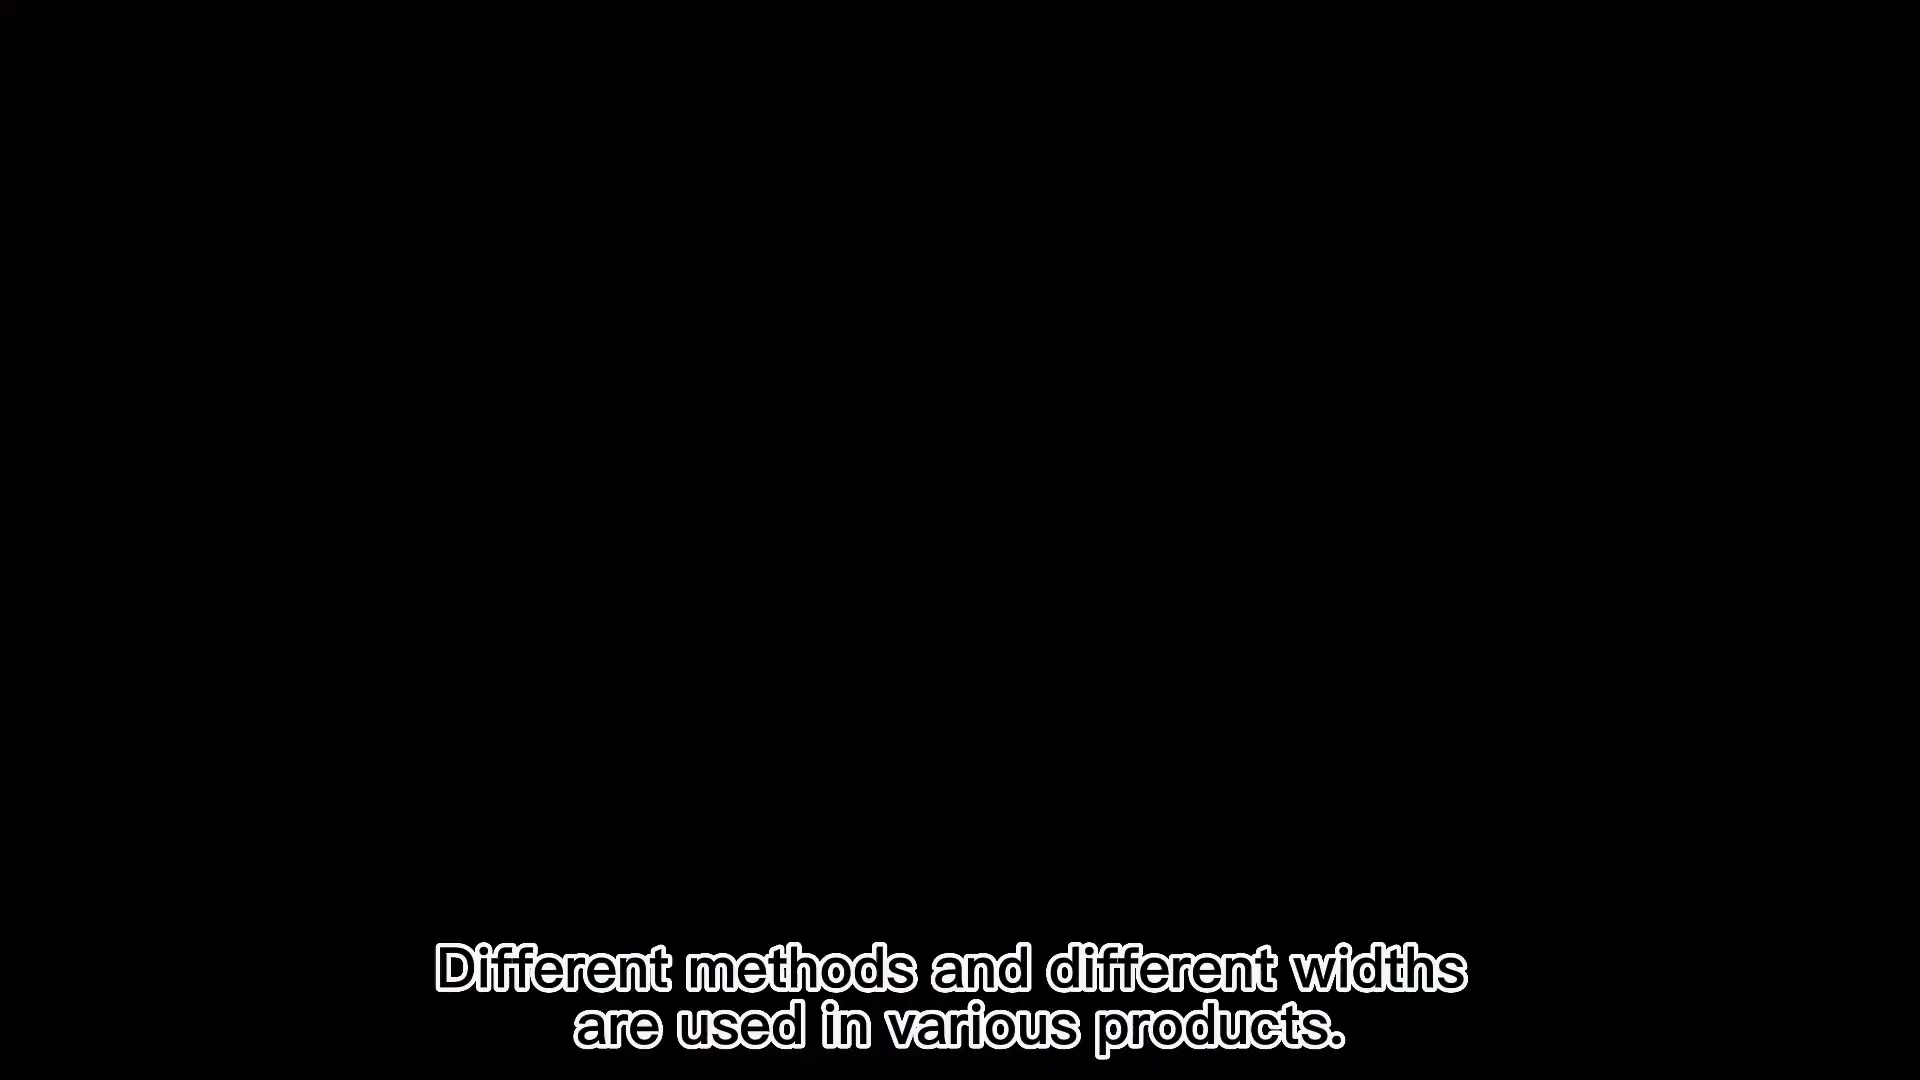 Different methods and different widths
are used in various products.